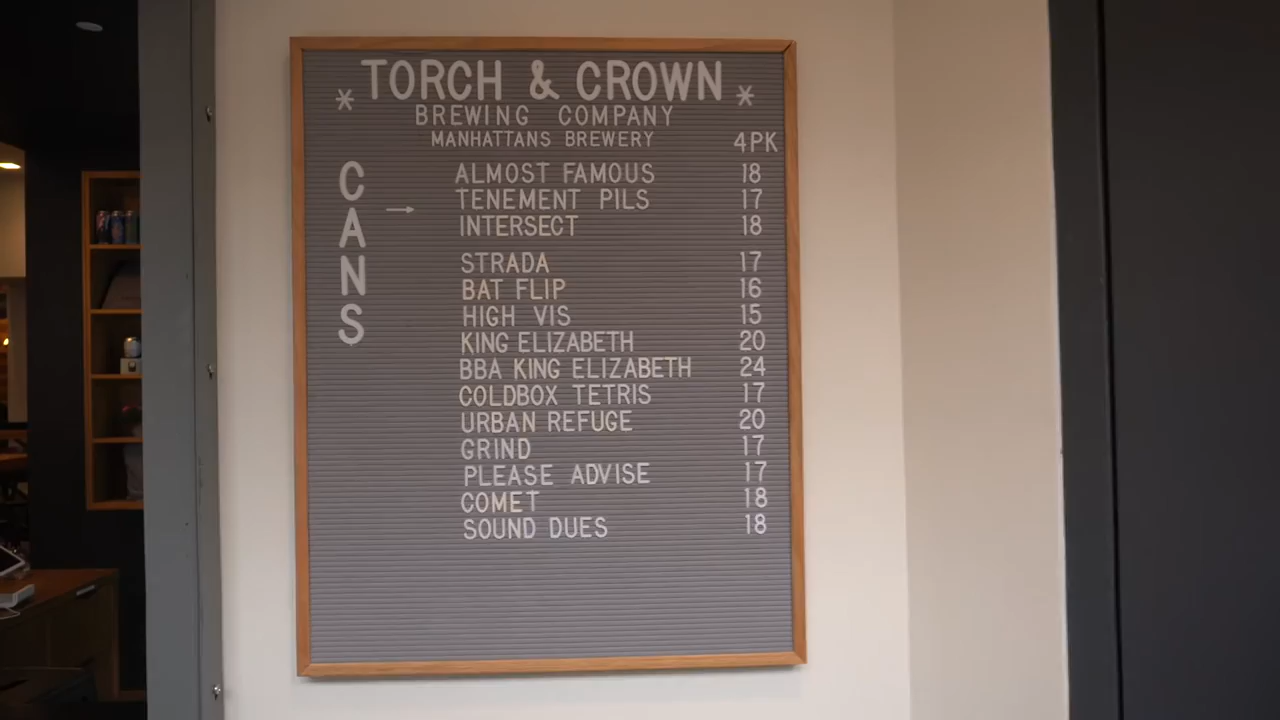 * TORCH & CROWN *
BREWING COMPANY
MANHATTANS BREWERY
4PK
CANS
→
ALMOST FAMOUS 18
TENEMENT PILS 17
INTERSECT 18
STRADA 17
BAT FLIP 16
HIGH VIS 15
KING ELIZABETH 20
BBA KING ELIZABETH 24
COLDBOX TETRIS 17
URBAN REFUGE 20
GRIND 17
PLEASE ADVISE 17
COMET 18
SOUND DUES 18